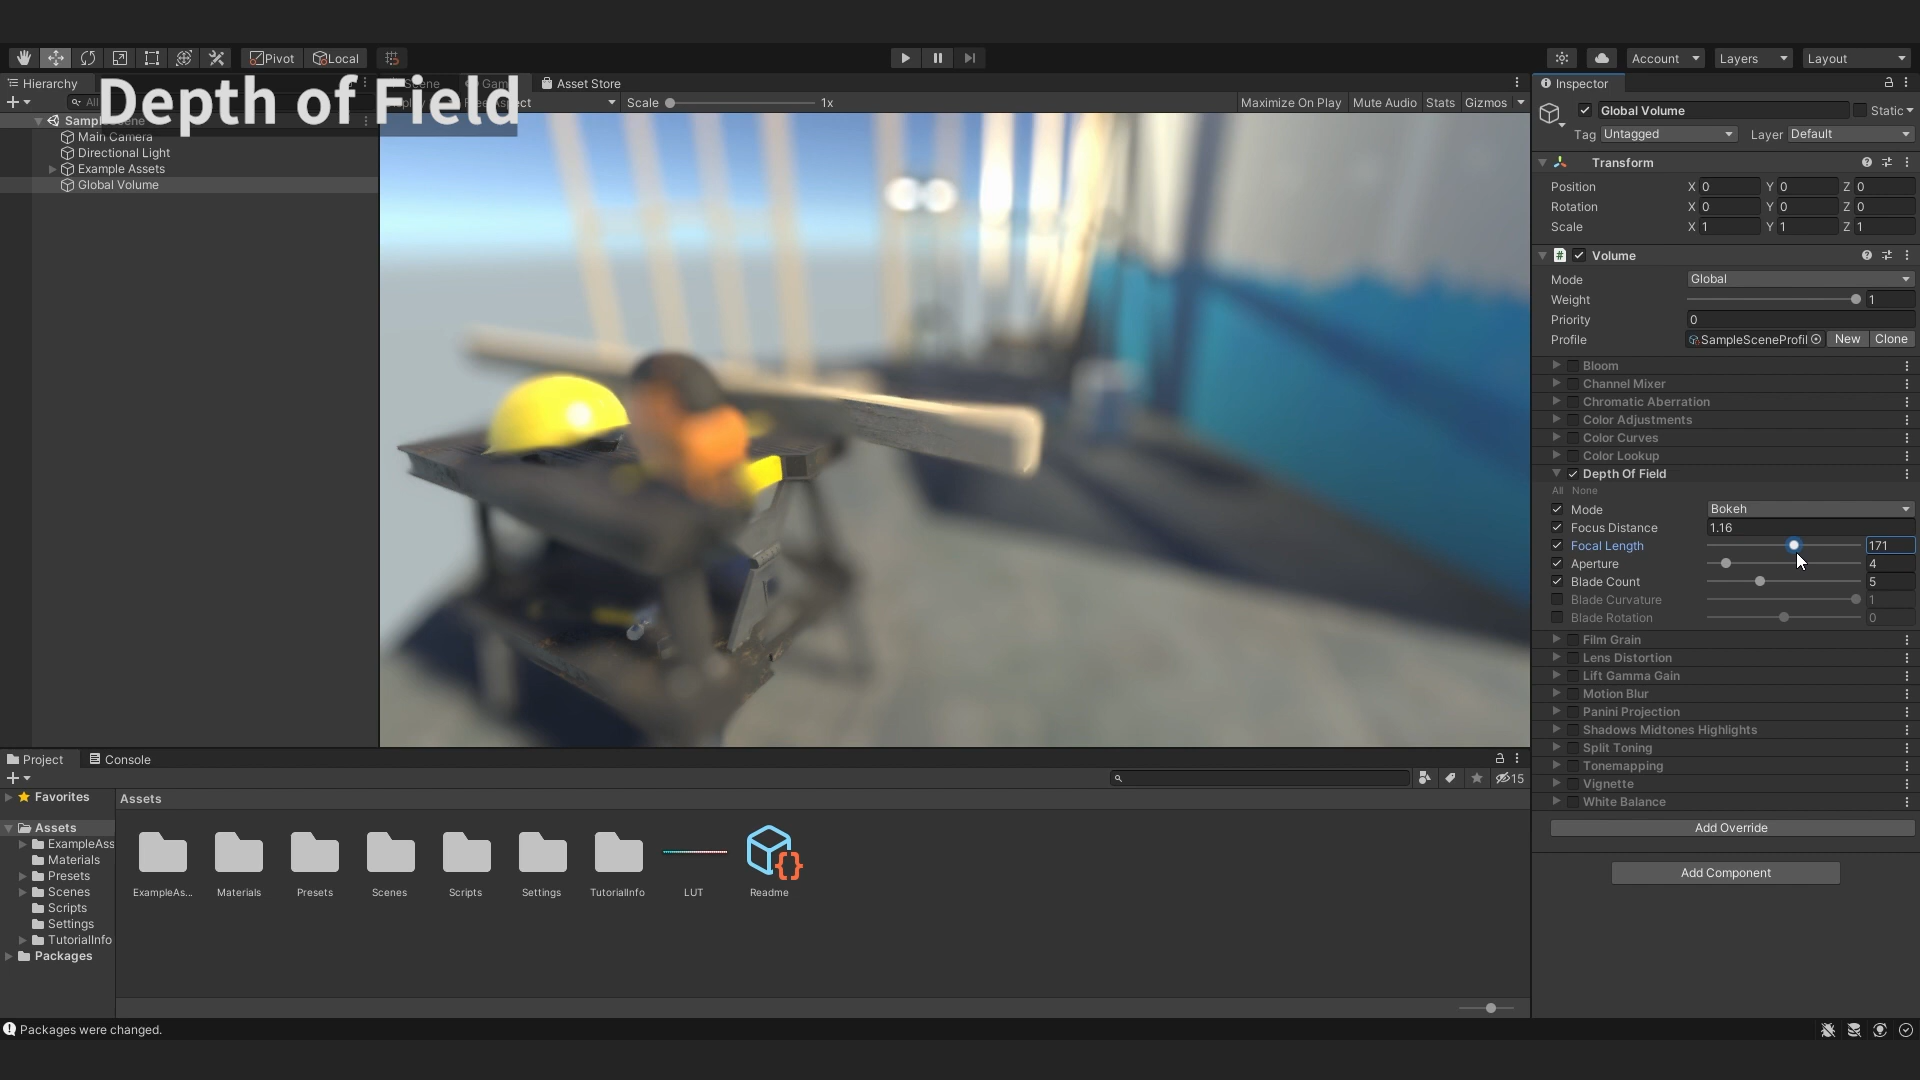 Pivot
Local
Account
Layers
Layout
Hierarchy
Depth of Field
Asset Store
Inspector
All
Scale
1x
Maximize On Play
Mute Audio
Stats
Gizmos
Main Camera
Directional Light
Example Assets
Global Volume
Global Volume
Static
Tag Untagged
Layer Default
Transform
Position X 0 Y 0 Z 0
Rotation X 0 Y 0 Z 0
Scale X 1 Y 1 Z 1
Volume
Mode Global
Weight 1
Priority 0
Profile SampleSceneProfil New Clone
Bloom
Channel Mixer
Chromatic Aberration
Color Adjustments
Color Curves
Color Lookup
Depth Of Field
All None
Mode Bokeh
Focus Distance 1.16
Focal Length 171
Aperture 4
Blade Count 5
Blade Curvature 1
Blade Rotation 0
Film Grain
Lens Distortion
Lift Gamma Gain
Motion Blur
Panini Projection
Shadows Midtones Highlights
Split Toning
Tonemapping
Vignette
White Balance
Add Override
Add Component
Project
Console
15
Favorites
Assets
ExampleAss
Materials
Presets
Scenes
Scripts
Settings
TutorialInfo
Packages
Assets
ExampleAs...
Materials
Presets
Scenes
Scripts
Settings
TutorialInfo
LUT
Readme
Packages were changed.